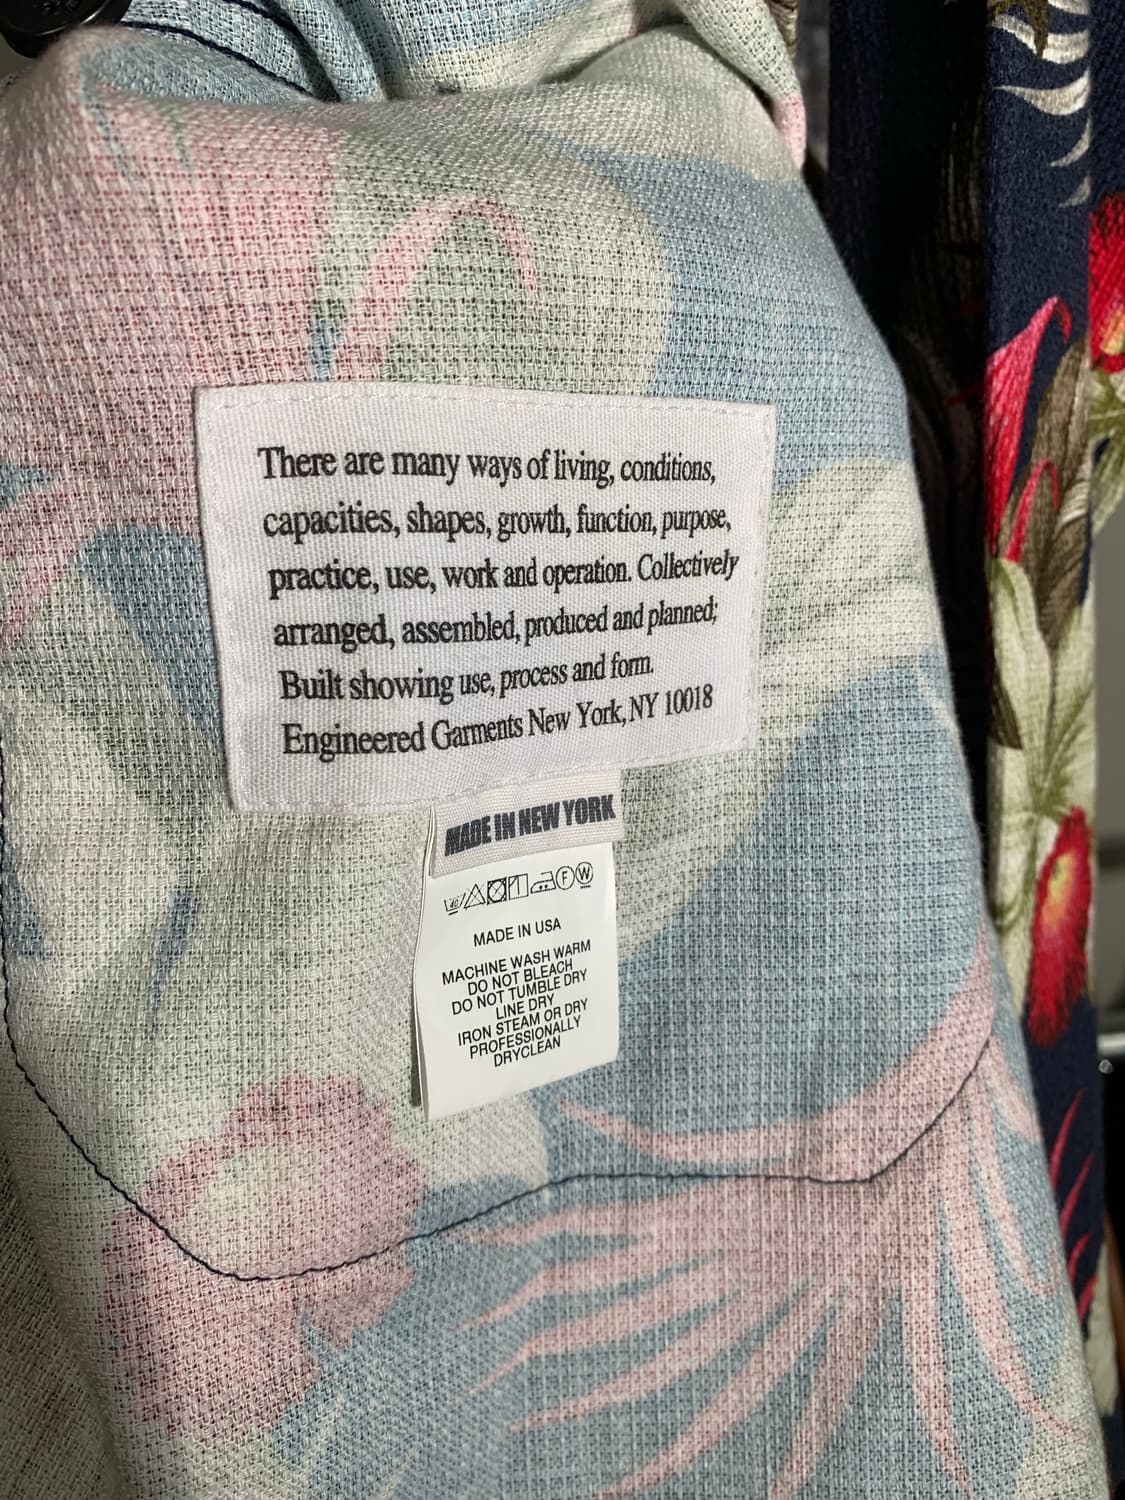 There are many ways of living, conditions,
capacities, shapes, growth, function, purpose,
practice, use, work and operation. Collectively
arranged, assembled, produced and planned;
Built showing use, process and form.
Engineered Garments New York, NY 10018
MADE IN NEW YORK
40 F W
MADE IN USA
MACHINE WASH WARM
DO NOT BLEACH
DO NOT TUMBLE DRY
LINE DRY
IRON STEAM OR DRY
PROFESSIONALLY
DRYCLEAN